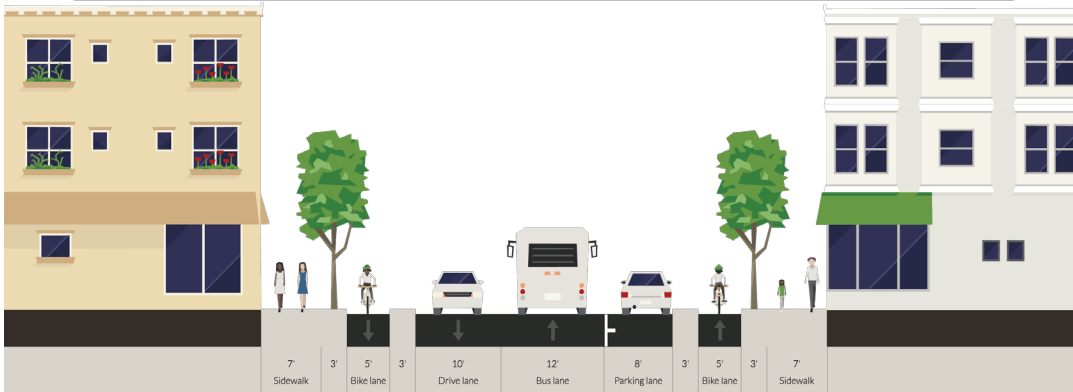 7' 3' 5' 3' 10' 12' 8' 3' 5' 3' 7'
Sidewalk Bike lane Drive lane Bus lane Parking lane Bike lane Sidewalk